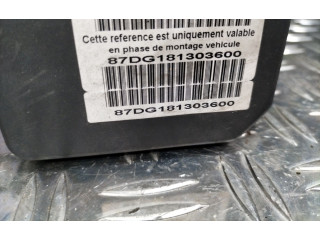 Cette reference est uniquement valable
en phase de montage vehicule
87DG181303600
87DG181303600